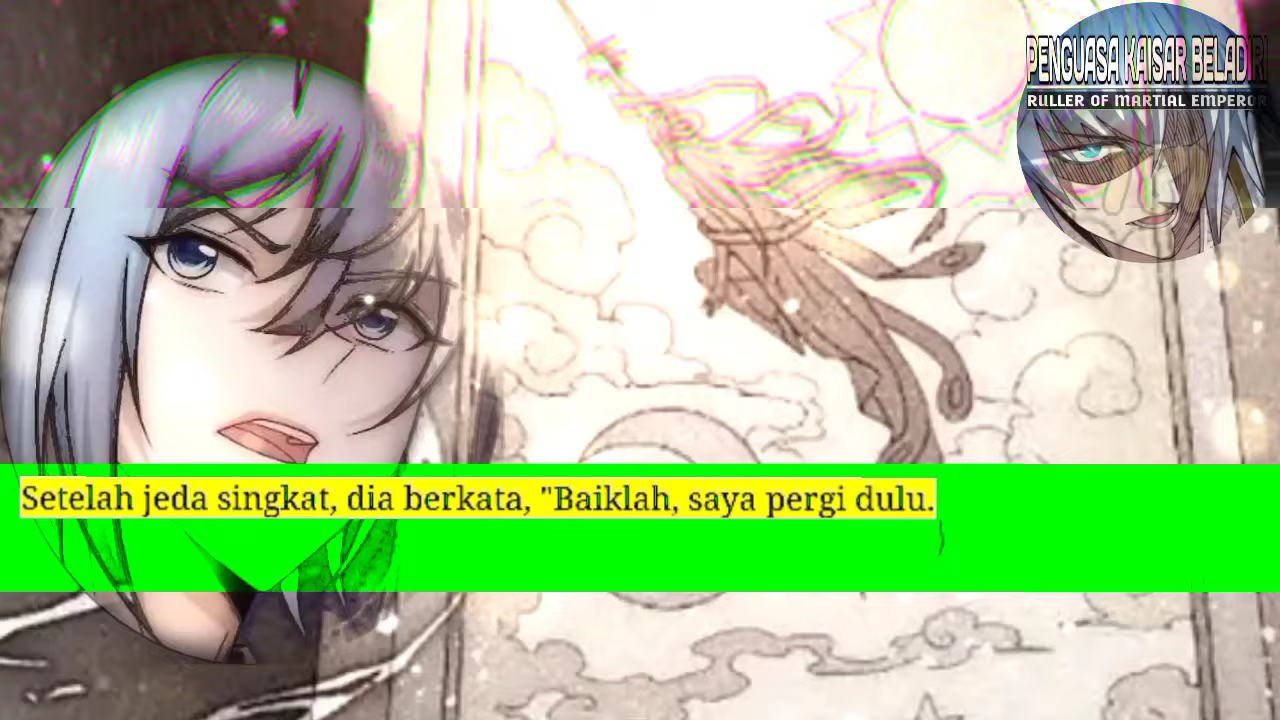 PENGUASA KAISAR BELADIRI
RULLER OF MARTIAL EMPEROR
Setelah jeda singkat, dia berkata, "Baiklah, saya pergi dulu.